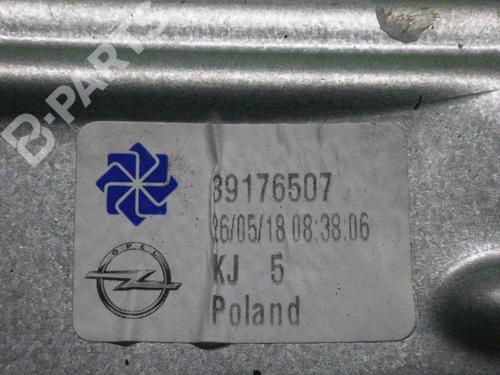 B-PARTS
39176507
26/05/18 08:38:06
KJ 5
OPEL
Poland